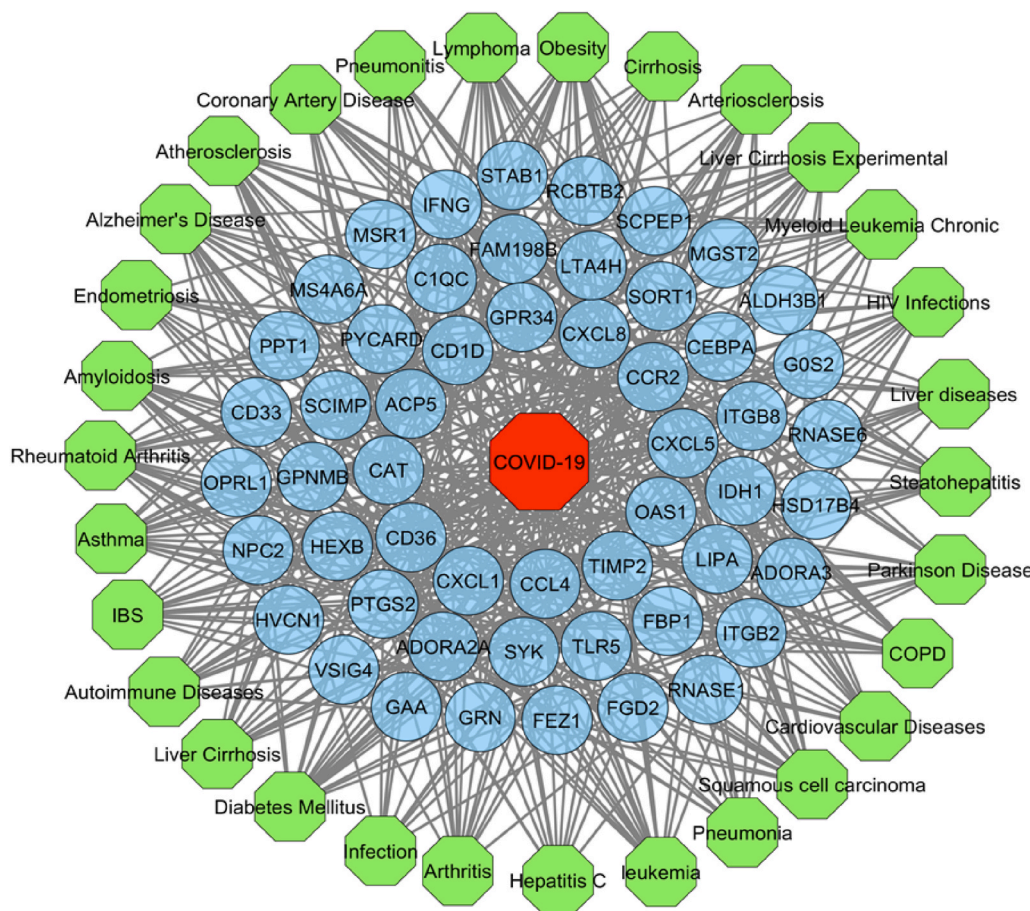 Lymphoma
Obesity
Pneumonitis
Cirrhosis
Coronary Artery Disease
Arteriosclerosis
Atherosclerosis
Liver Cirrhosis Experimental
Alzheimer's Disease
Myeloid Leukemia Chronic
Endometriosis
HIV Infections
Amyloidosis
Liver diseases
Rheumatoid Arthritis
Steatohepatitis
Asthma
Parkinson Disease
IBS
COPD
Autoimmune Diseases
Cardiovascular Diseases
Liver Cirrhosis
Squamous cell carcinoma
Diabetes Mellitus
Pneumonia
Infection
Arthritis
Hepatitis C
leukemia
STAB1
RCBTB2
IFNG
SCPEP1
MSR1
FAM198B
LTA4H
MGST2
C1QC
MS4A6A
SORT1
ALDH3B1
GPR34
CXCL8
PYCARD
CD1D
CEBPA
PPT1
G0S2
CCR2
CD33
SCIMP
ACP5
ITGB8
RNASE6
CXCL5
COVID-19
OPRL1
GPNMB
CAT
IDH1
HSD17B4
OAS1
NPC2
HEXB
CD36
LIPA
ADORA3
TIMP2
CXCL1
CCL4
HVCN1
PTGS2
FBP1
ITGB2
ADORA2A
SYK
TLR5
VSIG4
RNASE1
GAA
GRN
FEZ1
FGD2